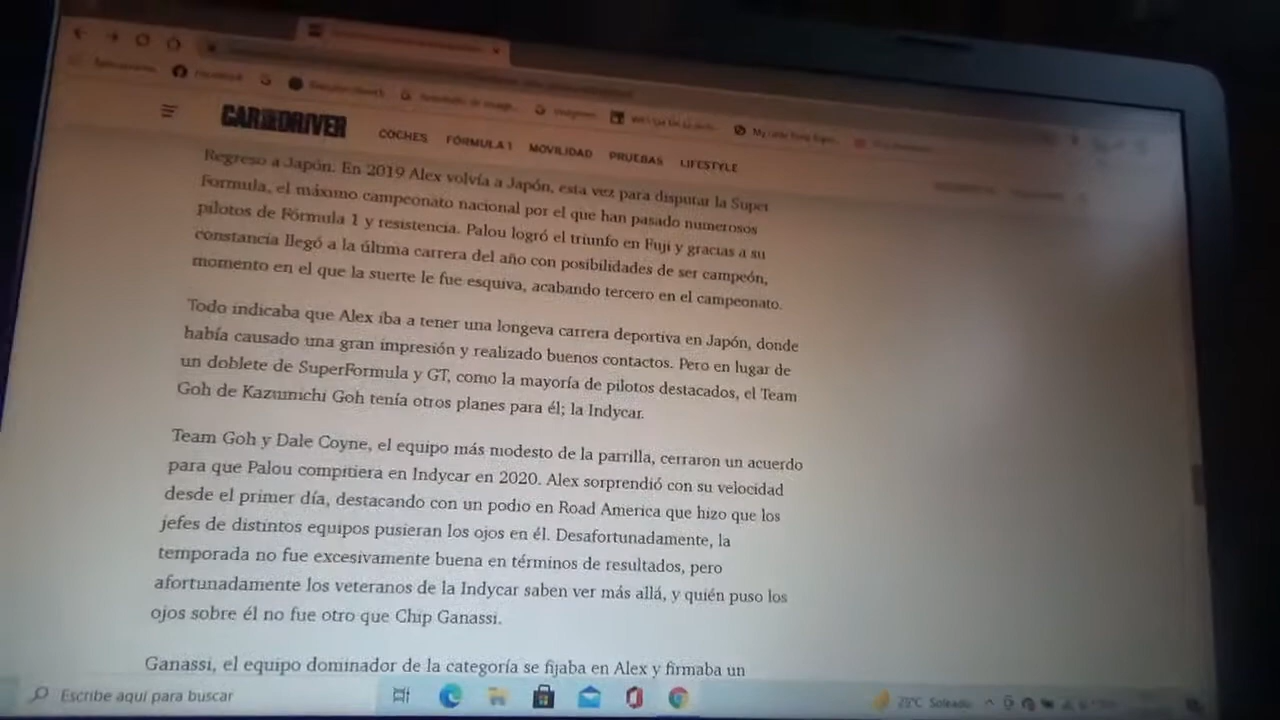 Facebook
CAR AND DRIVER
COCHES FÓRMULA 1 MOVILIDAD PRUEBAS LIFESTYLE
Regreso a Japón. En 2019 Alex volvía a Japón, esta vez para disputar la Super
Formula, el máximo campeonato nacional por el que han pasado numerosos
pilotos de Fórmula 1 y resistencia. Palou logró el triunfo en Fuji y gracias a su
constancia llegó a la última carrera del año con posibilidades de ser campeón,
momento en el que la suerte le fue esquiva, acabando tercero en el campeonato.
Todo indicaba que Alex iba a tener una longeva carrera deportiva en Japón, donde
había causado una gran impresión y realizado buenos contactos. Pero en lugar de
un doblete de SuperFormula y GT, como la mayoría de pilotos destacados, el Team
Goh de Kazumichi Goh tenía otros planes para él; la Indycar.
Team Goh y Dale Coyne, el equipo más modesto de la parrilla, cerraron un acuerdo
para que Palou compitiera en Indycar en 2020. Alex sorprendió con su velocidad
desde el primer día, destacando con un podio en Road America que hizo que los
jefes de distintos equipos pusieran los ojos en él. Desafortunadamente, la
temporada no fue excesivamente buena en términos de resultados, pero
afortunadamente los veteranos de la Indycar saben ver más allá, y quién puso los
ojos sobre él no fue otro que Chip Ganassi.
Ganassi, el equipo dominador de la categoría se fijaba en Alex y firmaba un
Escribe aquí para buscar
Soleado